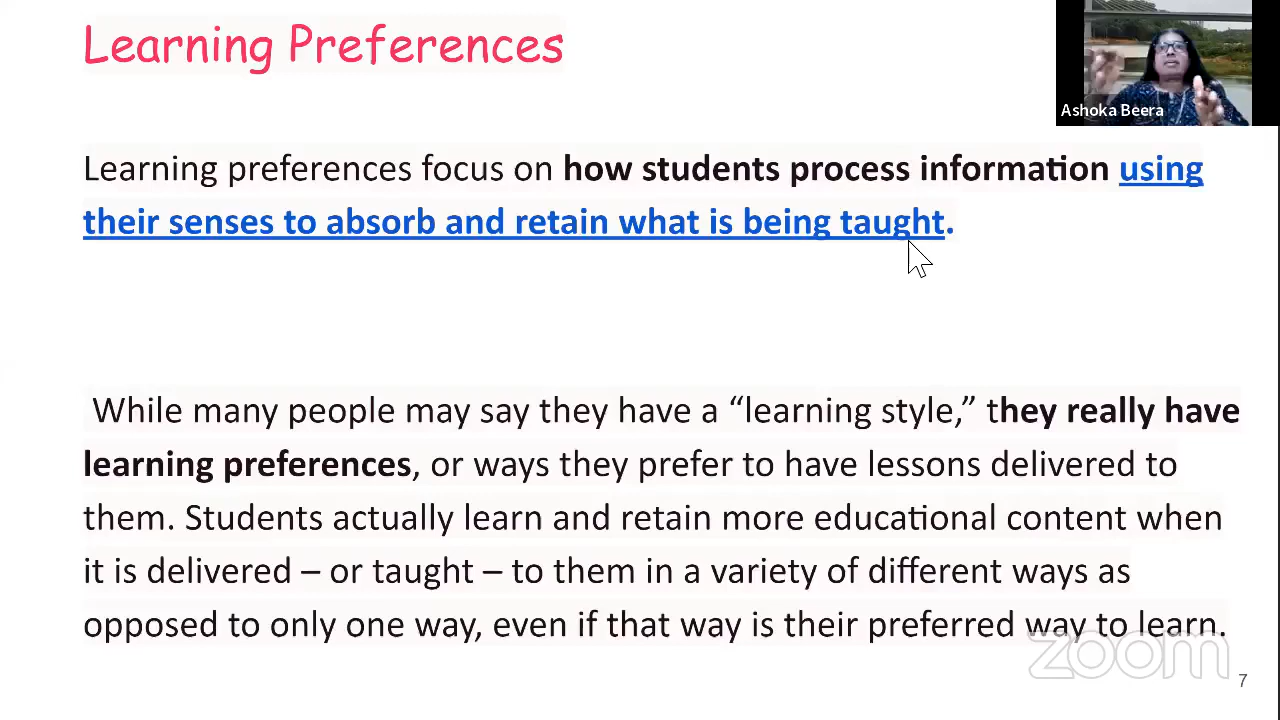 Learning Preferences
Ashoka Beera
Learning preferences focus on how students process information using
their senses to absorb and retain what is being taught.
While many people may say they have a “learning style,” they really have
learning preferences, or ways they prefer to have lessons delivered to
them. Students actually learn and retain more educational content when
it is delivered – or taught – to them in a variety of different ways as
opposed to only one way, even if that way is their preferred way to learn.
zoom
7